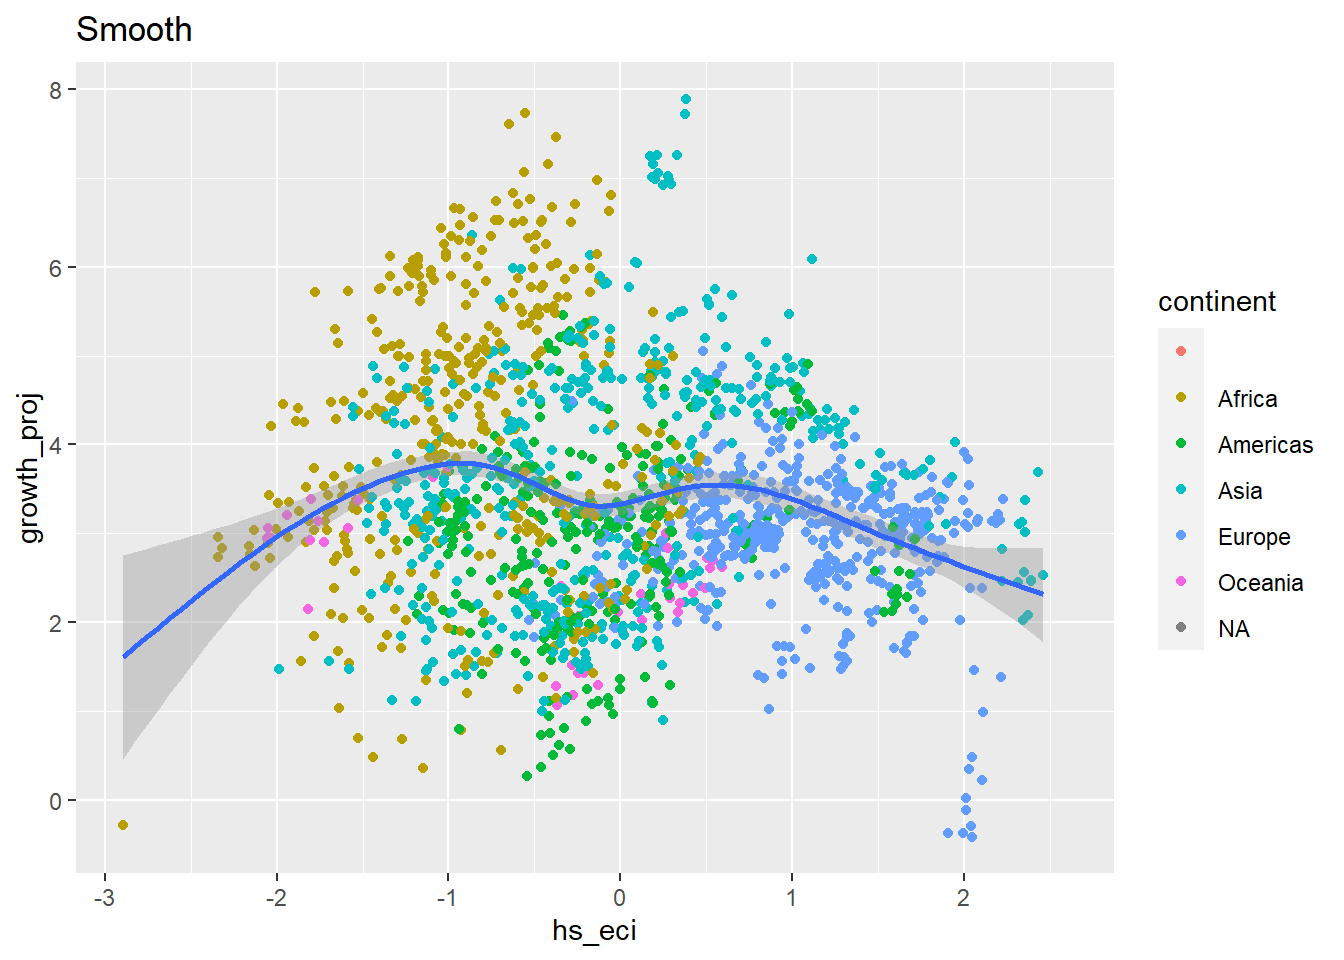 Smooth
8
6
4
2
0
growth_proj
-3
-2
-1
0
1
2
hs_eci
continent
Africa
Americas
Asia
Europe
Oceania
NA